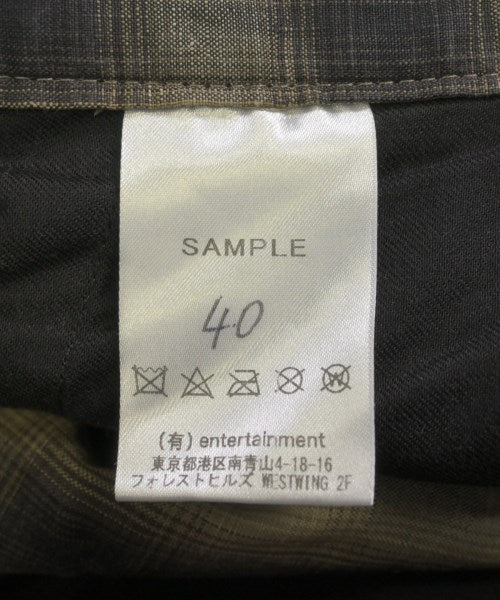 SAMPLE
40
(有) entertainment
東京都港区南青山4-18-16
フォレストヒルズ WESTWING 2F